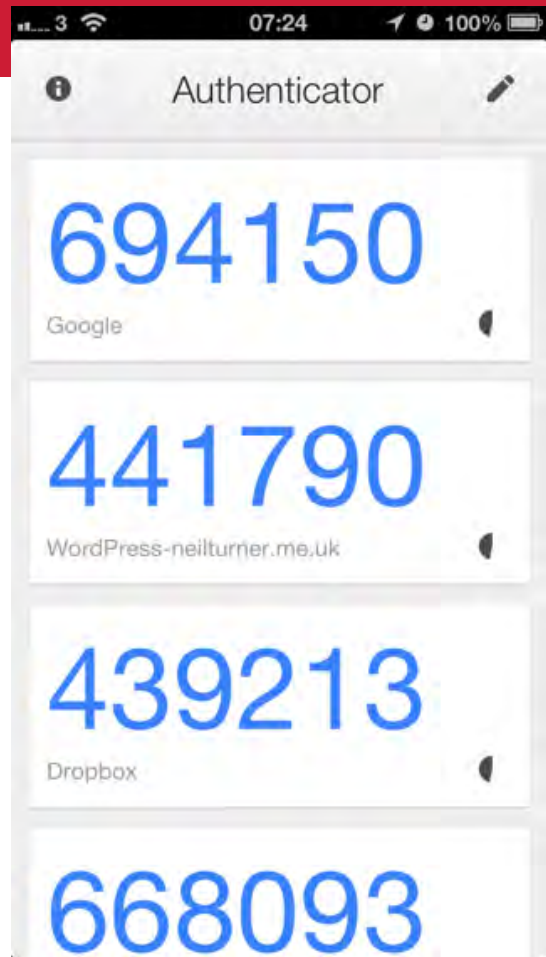 3 07:24 100%
Authenticator
694150
Google
441790
WordPress-neilturner.me.uk
439213
Dropbox
668093